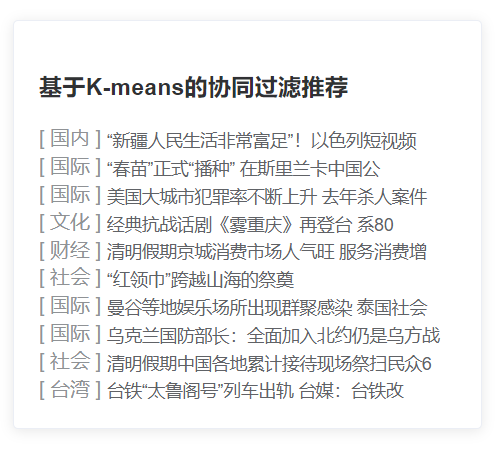 基于K-means的协同过滤推荐
[ 国内 ] “新疆人民生活非常富足”！以色列短视频
[ 国际 ] “春苗”正式“播种” 在斯里兰卡中国公
[ 国际 ] 美国大城市犯罪率不断上升 去年杀人案件
[ 文化 ] 经典抗战话剧《雾重庆》再登台 系80
[ 财经 ] 清明假期京城消费市场人气旺 服务消费增
[ 社会 ] “红领巾”跨越山海的祭奠
[ 国际 ] 曼谷等地娱乐场所出现群聚感染 泰国社会
[ 国际 ] 乌克兰国防部长：全面加入北约仍是乌方战
[ 社会 ] 清明假期中国各地累计接待现场祭扫民众6
[ 台湾 ] 台铁“太鲁阁号”列车出轨 台媒：台铁改